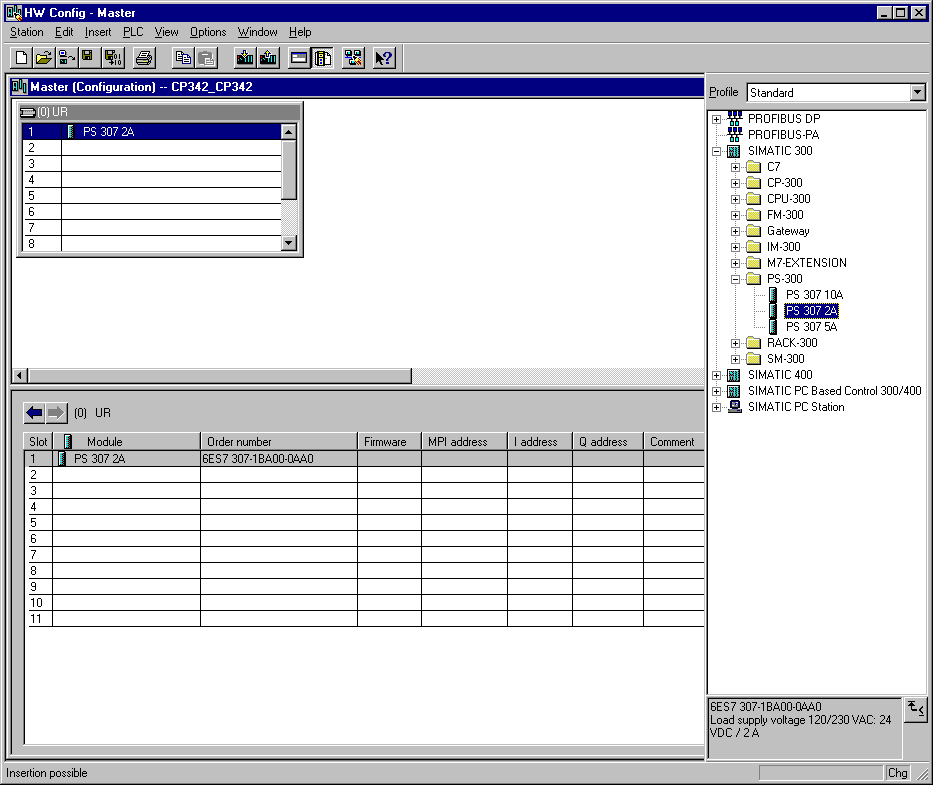 HW Config - Master
Station Edit Insert PLC View Options Window Help
Master (Configuration) -- CP342_CP342
(0) UR
1 PS 307 2A
2
3
4
5
6
7
8
(0) UR
Slot Module Order number Firmware MPI address I address Q address Comment
1 PS 307 2A 6ES7 307-1BA00-0AA0
2
3
4
5
6
7
8
9
10
11
Profile Standard
PROFIBUS DP
PROFIBUS-PA
SIMATIC 300
C7
CP-300
CPU-300
FM-300
Gateway
IM-300
M7-EXTENSION
PS-300
PS 307 10A
PS 307 2A
PS 307 5A
RACK-300
SM-300
SIMATIC 400
SIMATIC PC Based Control 300/400
SIMATIC PC Station
6ES7 307-1BA00-0AA0
Load supply voltage 120/230 VAC: 24
VDC / 2 A
Insertion possible Chg